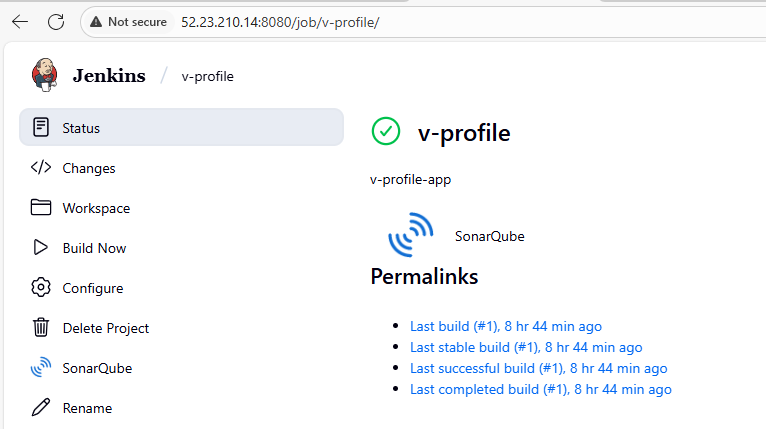 Not secure 52.23.210.14:8080/job/v-profile/
Jenkins / v-profile
Status
Changes
Workspace
Build Now
Configure
Delete Project
SonarQube
Rename
v-profile
v-profile-app
SonarQube
Permalinks
Last build (#1), 8 hr 44 min ago
Last stable build (#1), 8 hr 44 min ago
Last successful build (#1), 8 hr 44 min ago
Last completed build (#1), 8 hr 44 min ago